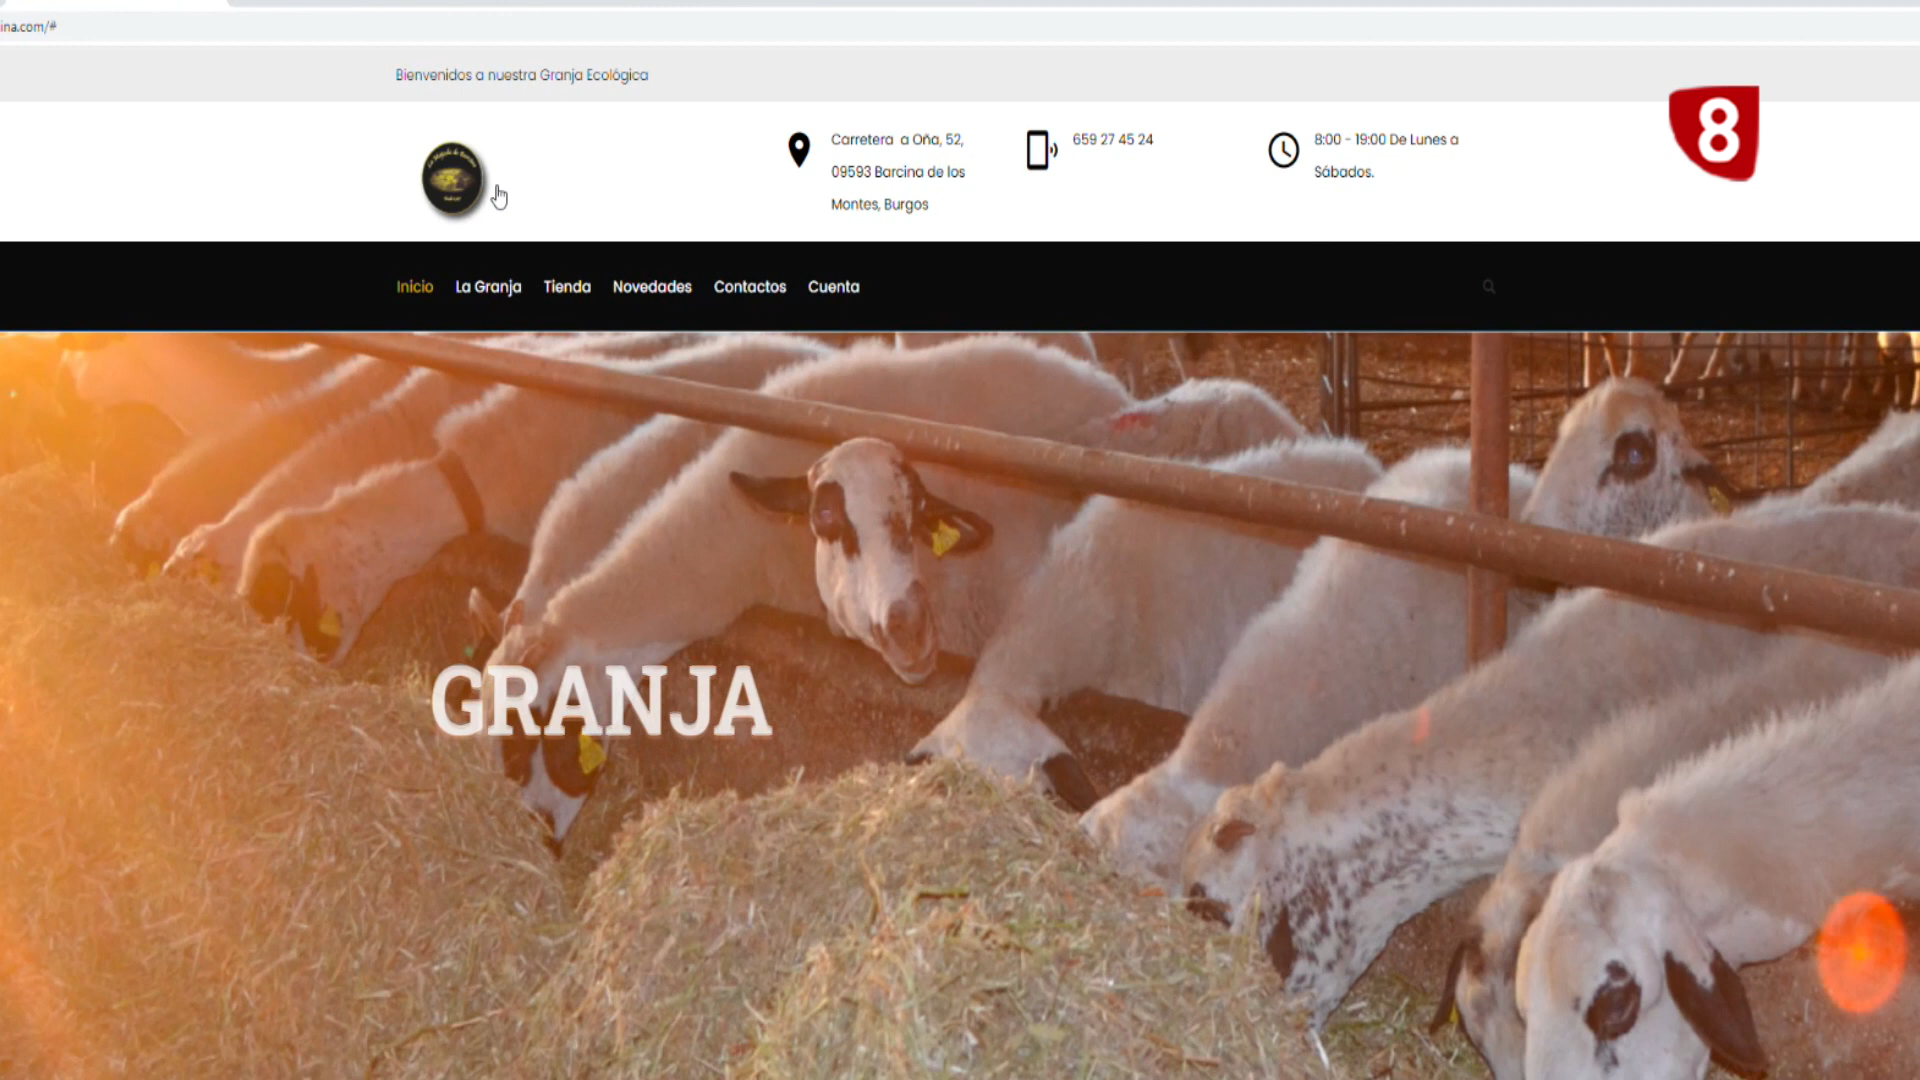 ina.com/#
Bienvenidos a nuestra Granja Ecológica
Carretera a Oña, 52,
09593 Barcina de los
Montes, Burgos
659 27 45 24
8:00 - 19:00 De Lunes a
Sábados.
8
Inicio La Granja Tienda Novedades Contactos Cuenta
GRANJA